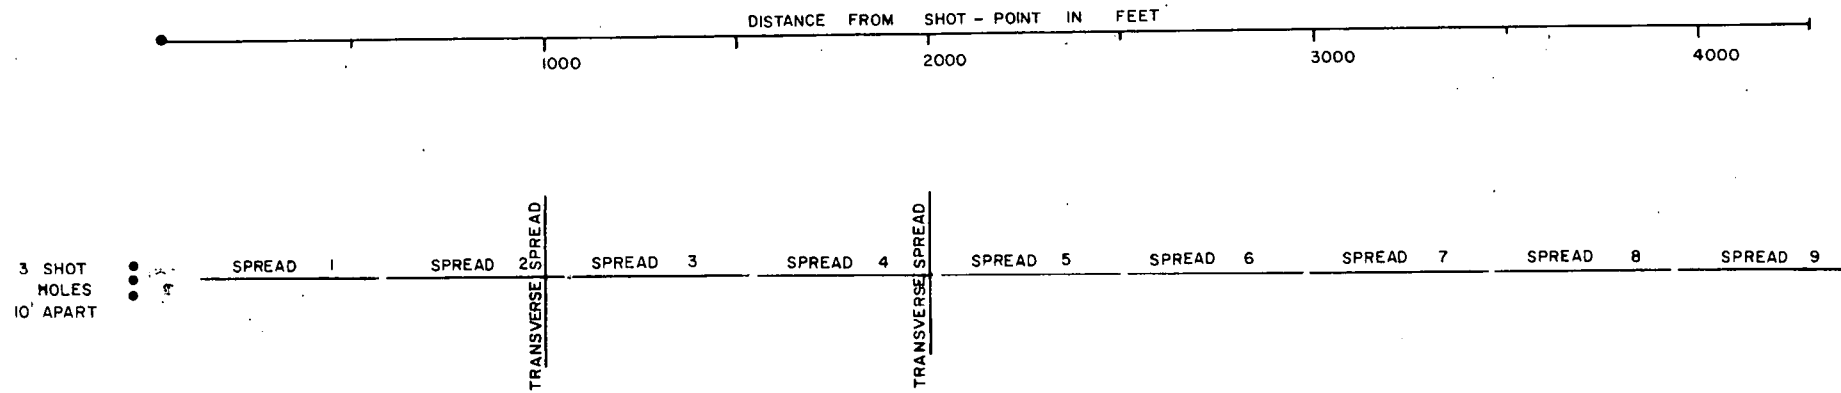 DISTANCE FROM SHOT - POINT IN FEET
1000
2000
3000
4000
3 SHOT
HOLES
10' APART
SPREAD 1
SPREAD 2
TRANSVERSE SPREAD
SPREAD 3
SPREAD 4
TRANSVERSE SPREAD
SPREAD 5
SPREAD 6
SPREAD 7
SPREAD 8
SPREAD 9